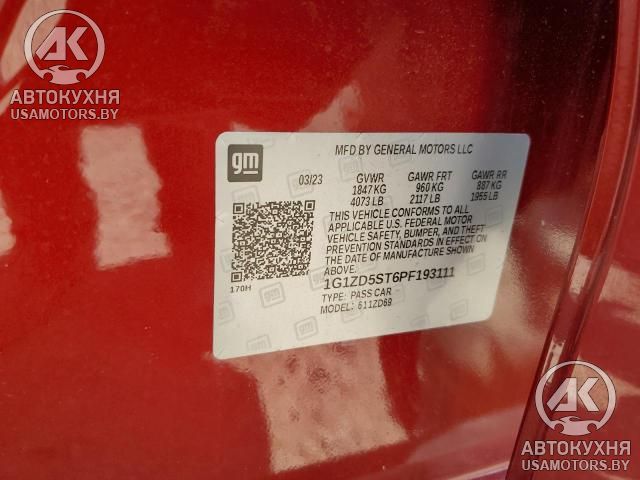 АК
АВТОКУХНЯ
USAMOTORS.BY
gm
MFD BY GENERAL MOTORS LLC
03/23 GVWR GAWR FRT GAWR RR
1847 KG 960 KG 887 KG
4073 LB 2117 LB 1955 LB
THIS VEHICLE CONFORMS TO ALL
APPLICABLE U.S. FEDERAL MOTOR
VEHICLE SAFETY, BUMPER, AND THEFT
PREVENTION STANDARDS IN EFFECT ON
THE DATE OF MANUFACTURE SHOWN
ABOVE.
170H
1G1ZD5ST6PF193111
TYPE: PASS CAR
MODEL: 611ZD69
АК
АВТОКУХНЯ
USAMOTORS.BY